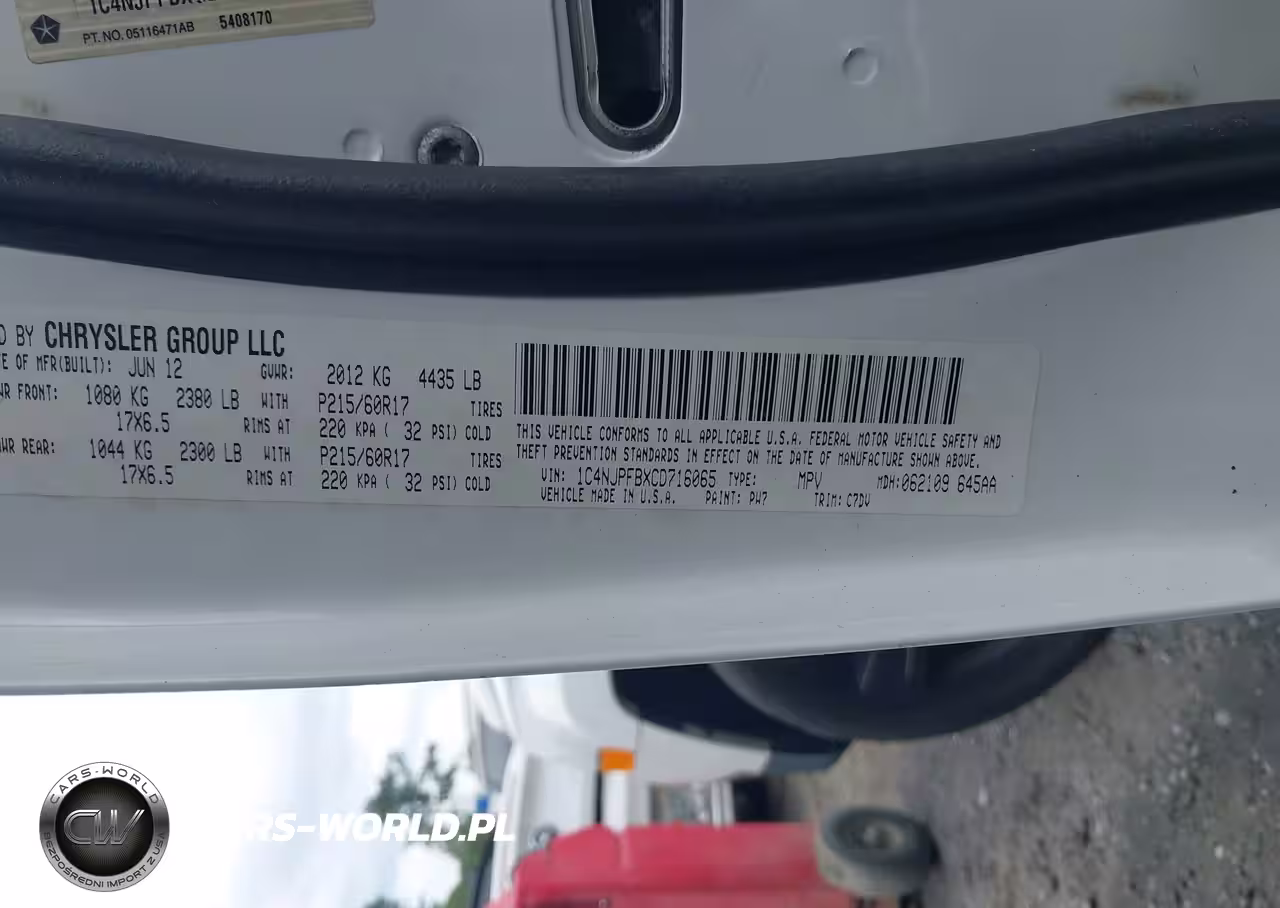 PT. NO. 05116471AB 5408170
BY CHRYSLER GROUP LLC
OF MFR(BUILT): JUN 12 GVWR: 2012 KG 4435 LB
FRONT: 1080 KG 2380 LB WITH P215/60R17 TIRES
17X6.5 RIMS AT 220 KPA ( 32 PSI) COLD
REAR: 1044 KG 2300 LB WITH P215/60R17 TIRES
17X6.5 RIMS AT 220 KPA ( 32 PSI) COLD
THIS VEHICLE CONFORMS TO ALL APPLICABLE U.S.A. FEDERAL MOTOR VEHICLE SAFETY AND
THEFT PREVENTION STANDARDS IN EFFECT ON THE DATE OF MANUFACTURE SHOWN ABOVE.
VIN: 1C4NJPFBXCD716065 TYPE: MPV MDH:062109 645AA
VEHICLE MADE IN U.S.A. PAINT: PW7 TRIM: C7DV
CARS-WORLD
CW
BEZPOŚREDNI IMPORT Z USA
CARS-WORLD.PL